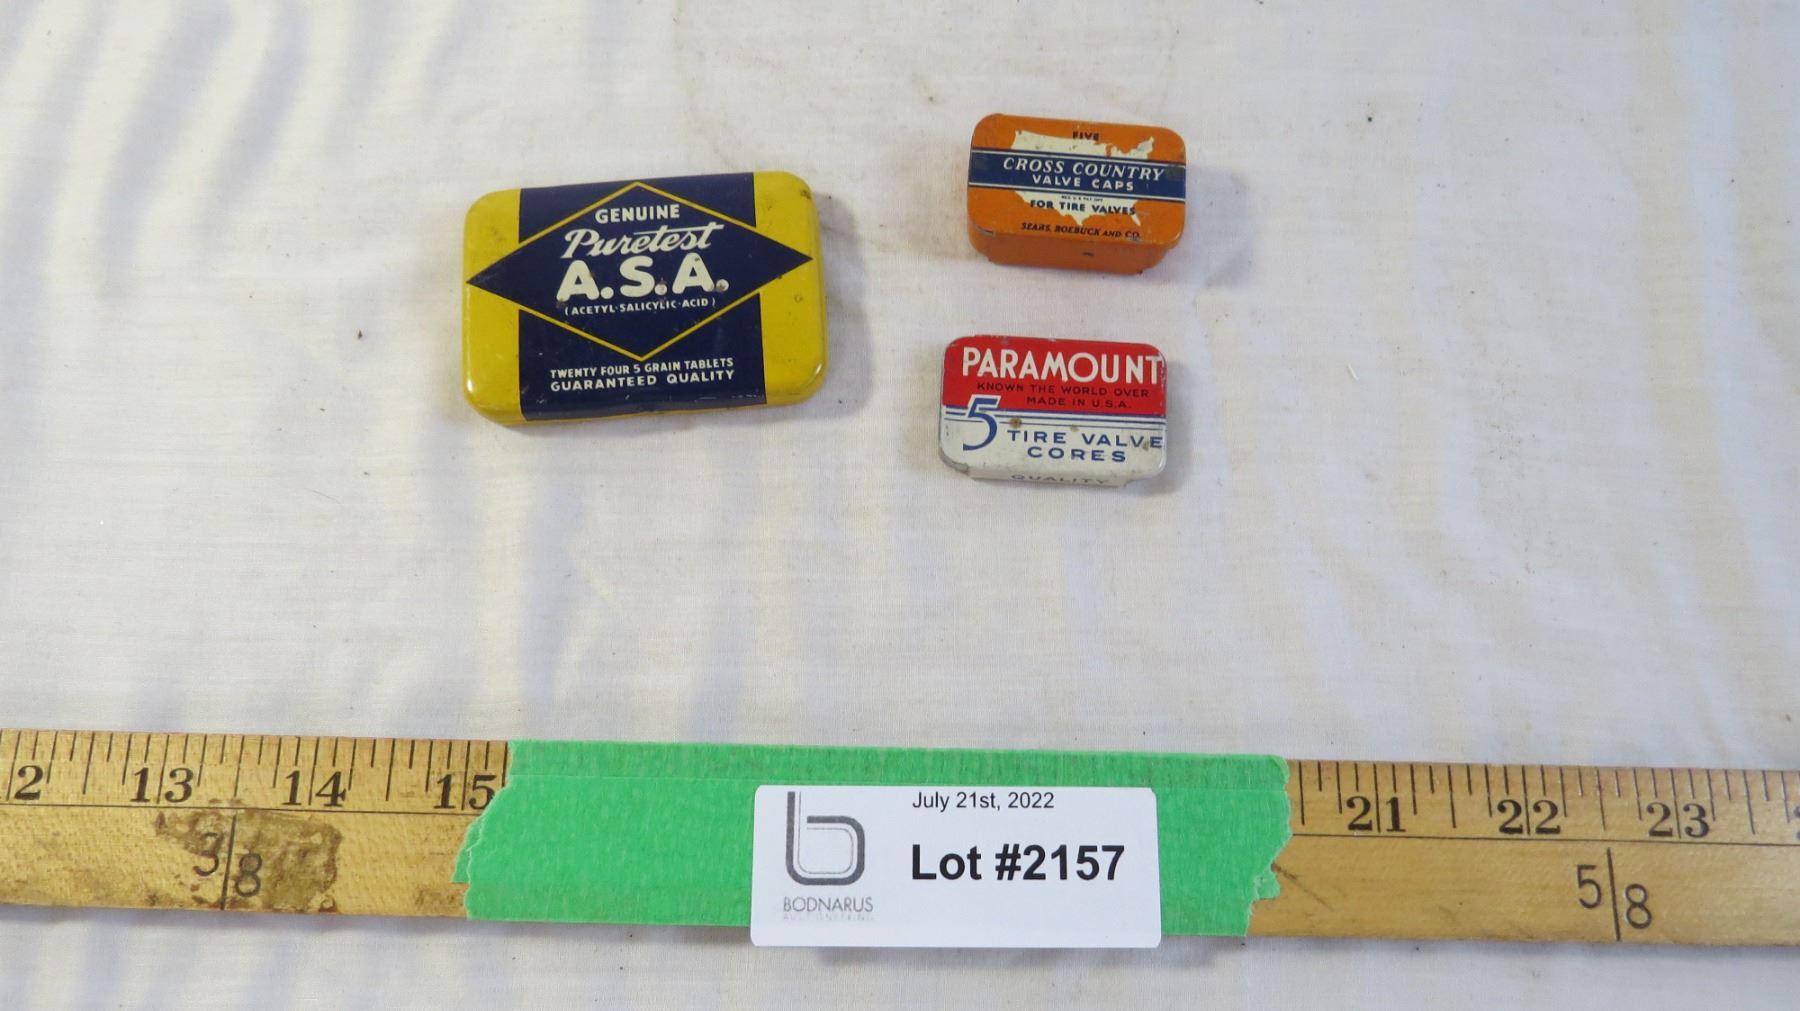 GENUINE
Puretest
A.S.A.
(ACETYL-SALICYLIC-ACID)
TWENTY FOUR 5 GRAIN TABLETS
GUARANTEED QUALITY
FIVE
CROSS COUNTRY
VALVE CAPS
FOR TIRE VALVES
SEARS, ROEBUCK AND CO.
PARAMOUNT
KNOWN THE WORLD OVER
MADE IN U.S.A.
5 TIRE VALVE
CORES
QUALITY
2 13 14 15 21 22 23
3/8
5/8
July 21st, 2022
Lot #2157
b
BODNARUS
AUCTIONEERING